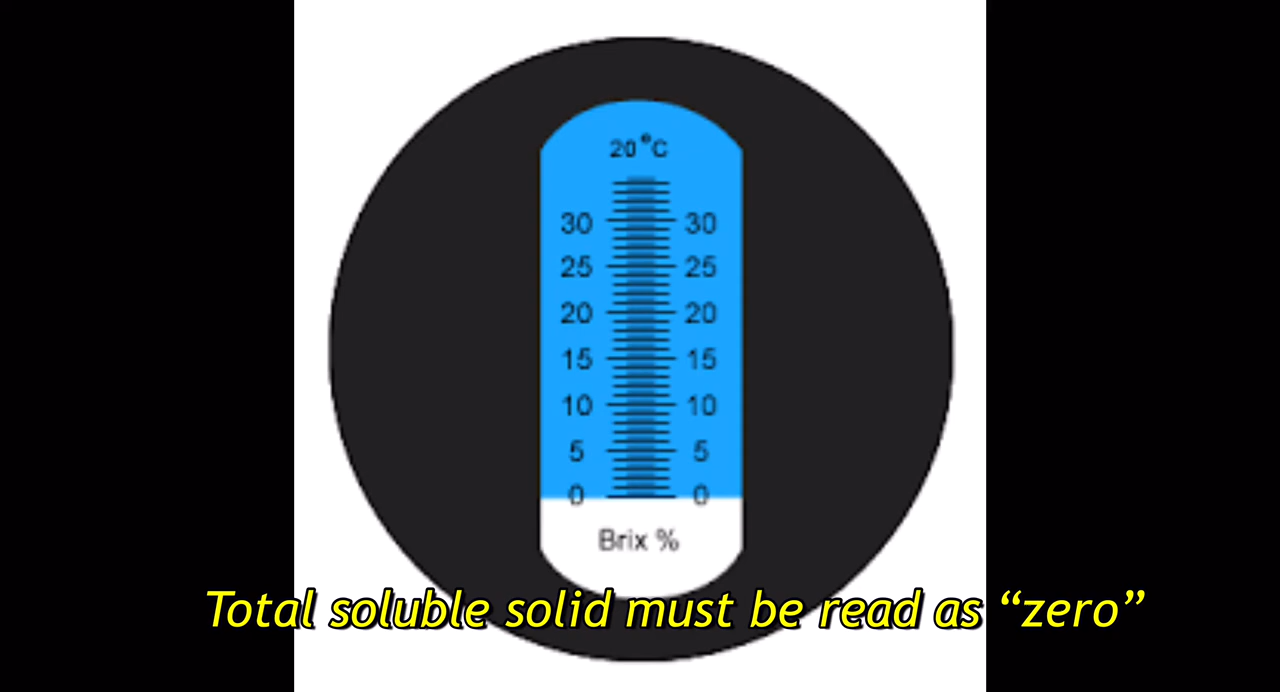 20°C
30 30
25 25
20 20
15 15
10 10
5 5
0 0
Brix %
Total soluble solid must be read as “zero”